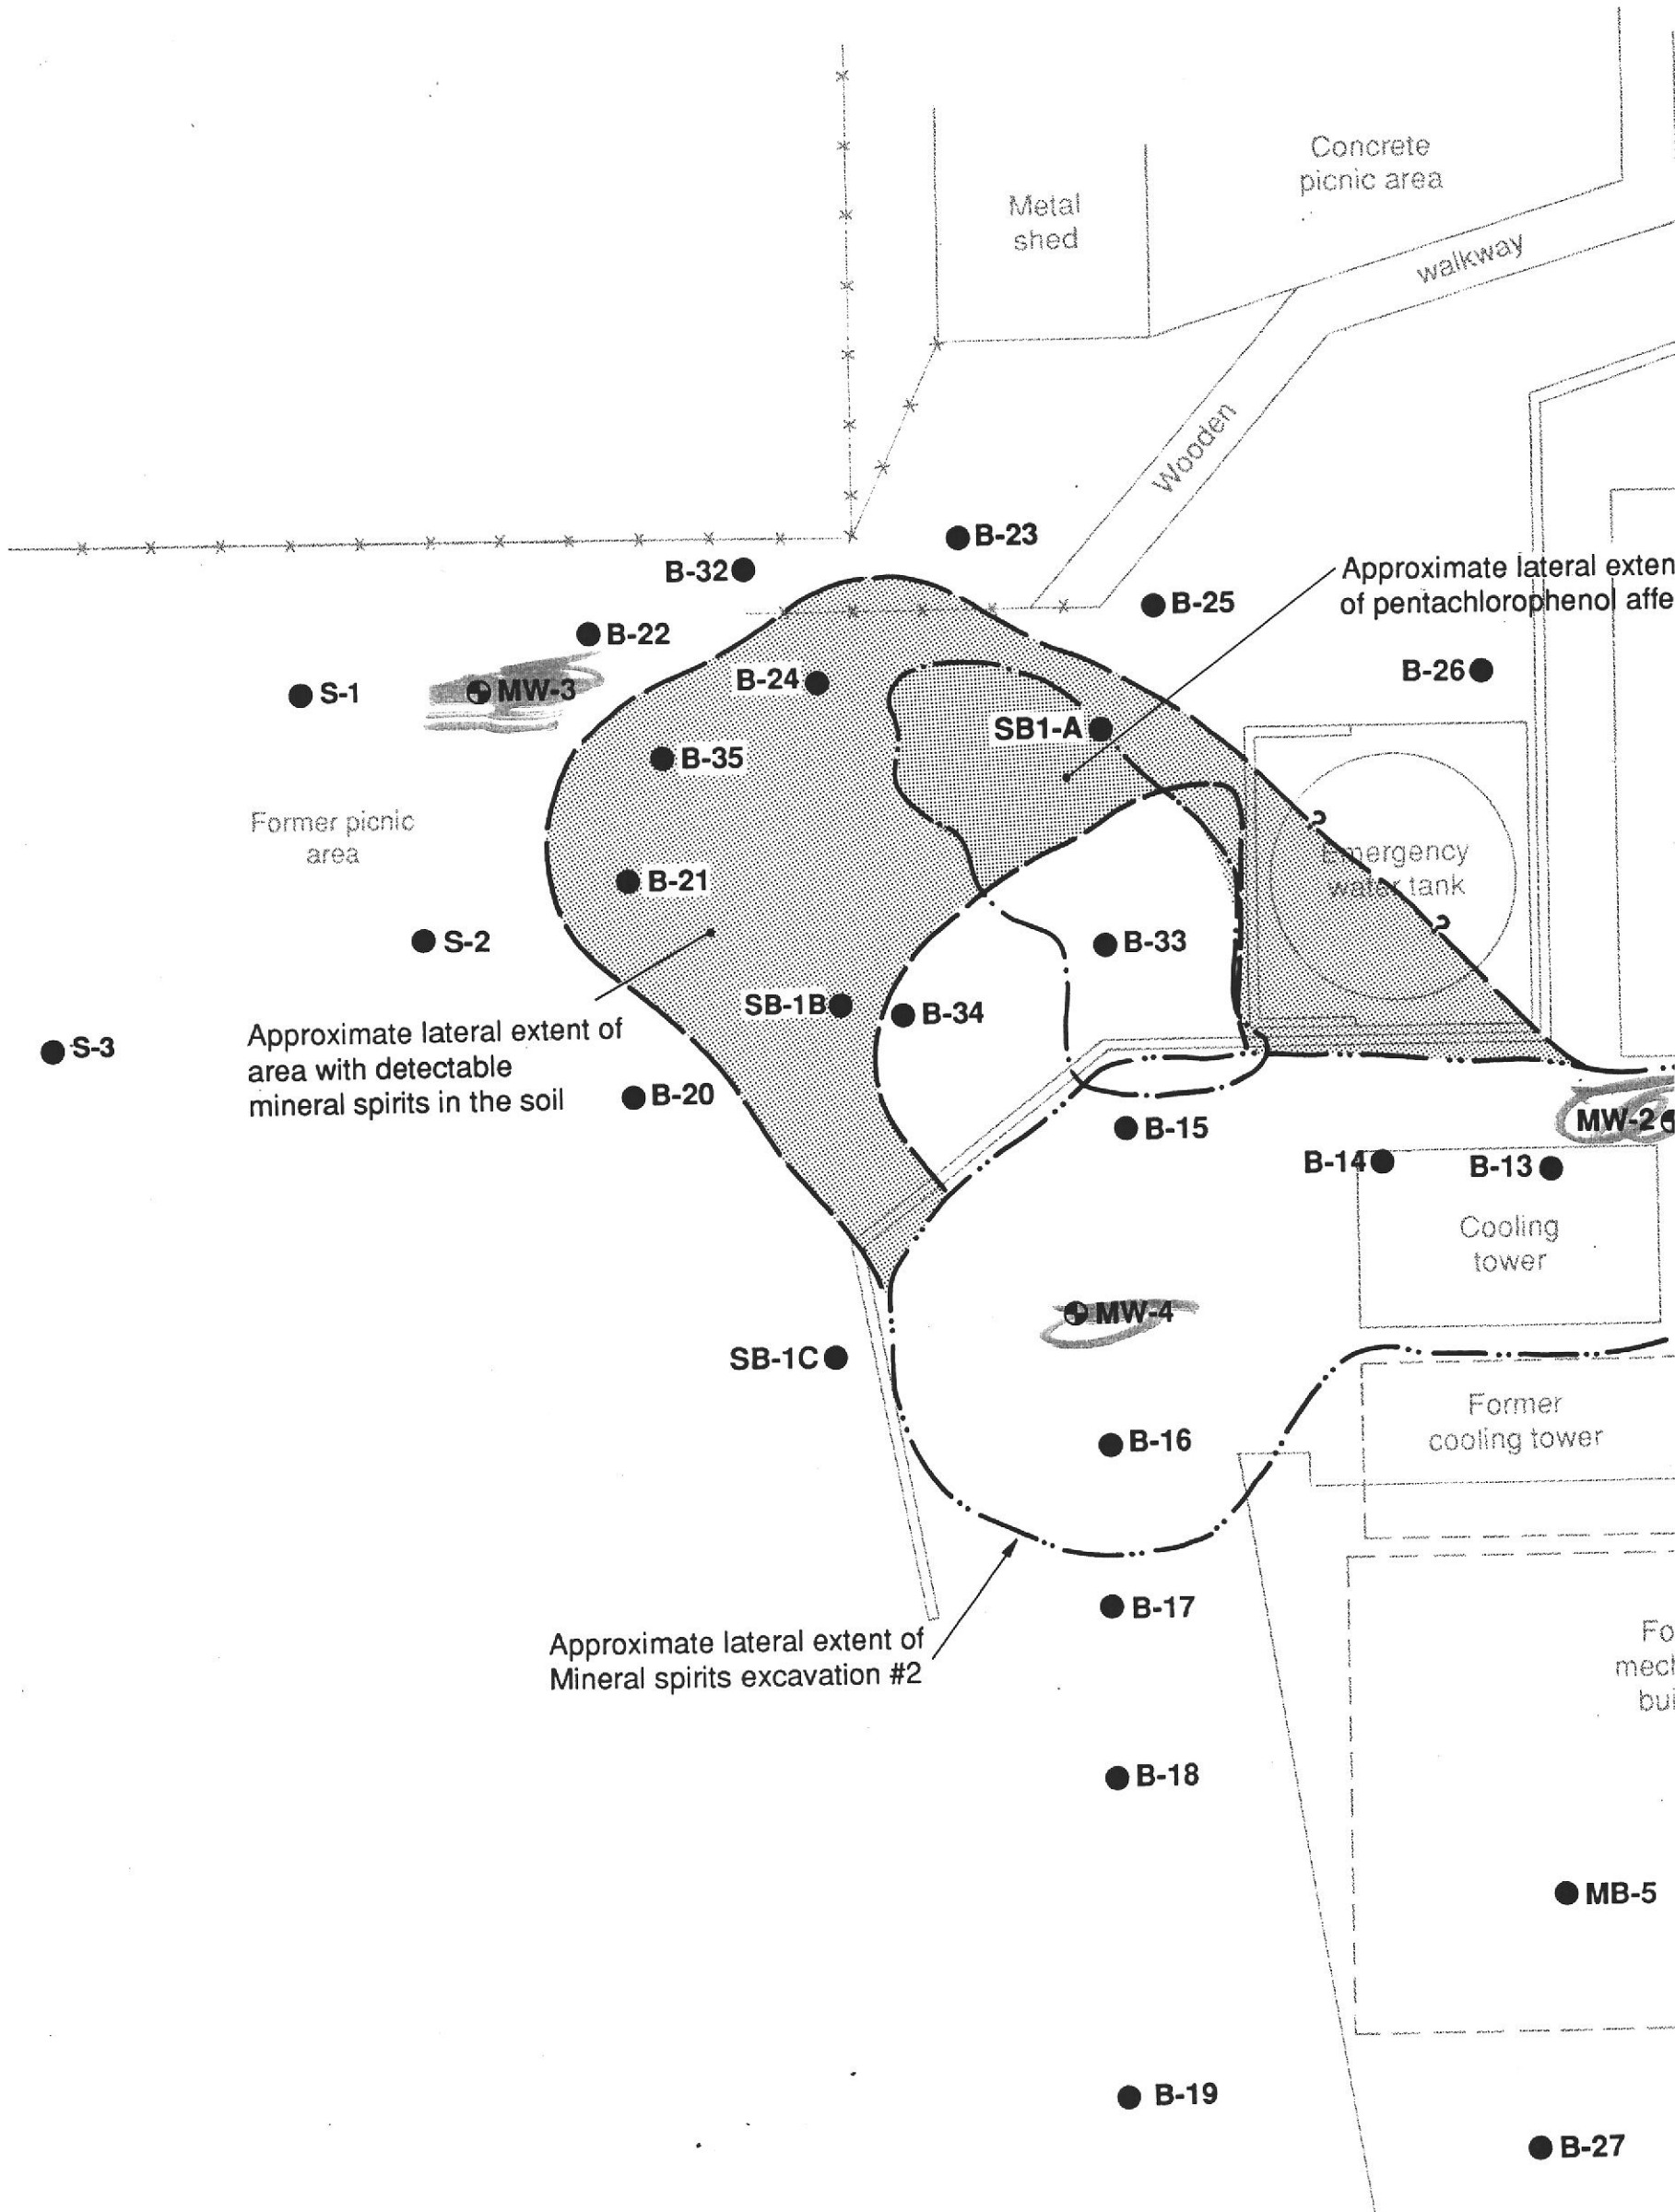 Concrete
picnic area
Metal
shed
walkway
Wooden
B-23
B-32
Approximate lateral exten
of pentachlorophenol affe
B-25
B-22
B-26
B-24
S-1
MW-3
SB1-A
B-35
Former picnic
area
?
Emergency
water tank
B-21
?
S-2
B-33
SB-1B
B-34
S-3
Approximate lateral extent of
area with detectable
mineral spirits in the soil
B-20
MW-2
B-15
B-14
B-13
Cooling
tower
MW-4
SB-1C
Former
cooling tower
B-16
B-17
Approximate lateral extent of
Mineral spirits excavation #2
Fo
mech
bui
B-18
MB-5
B-19
B-27